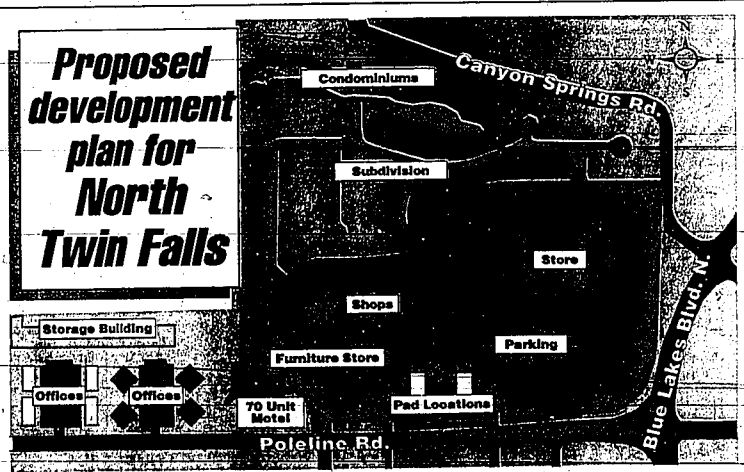 Proposed
development
plan for
North
Twin Falls
Condominiums
Canyon Springs Rd.
E
Subdivision
Store
Shops
Storage Building
Parking
Furniture Store
Offices
Offices
70 Unit
Motel
Pad Locations
Blue Lakes Blvd. N.
Poleline Rd.